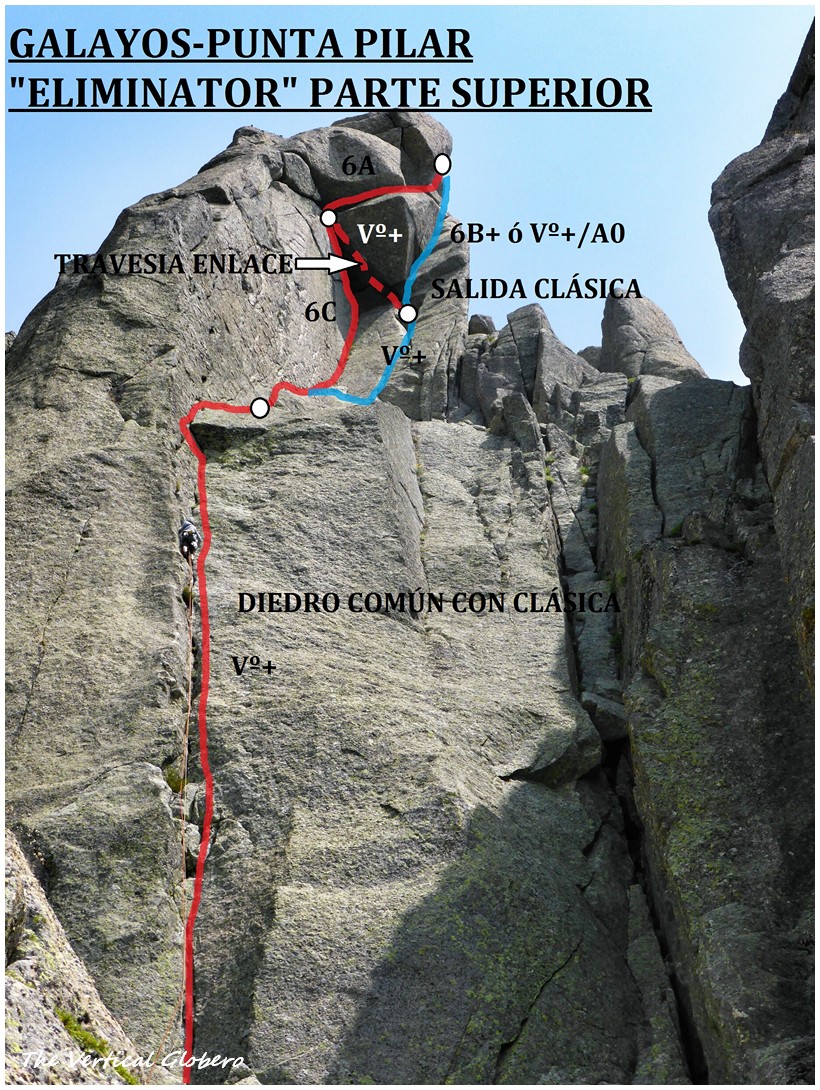 GALAYOS-PUNTA PILAR
"ELIMINATOR" PARTE SUPERIOR
6A
Vº+
6B+ ó Vº+/A0
TRAVESIA ENLACE
SALIDA CLÁSICA
6C
Vº+
DIEDRO COMÚN CON CLÁSICA
Vº+
The Vertical Globero